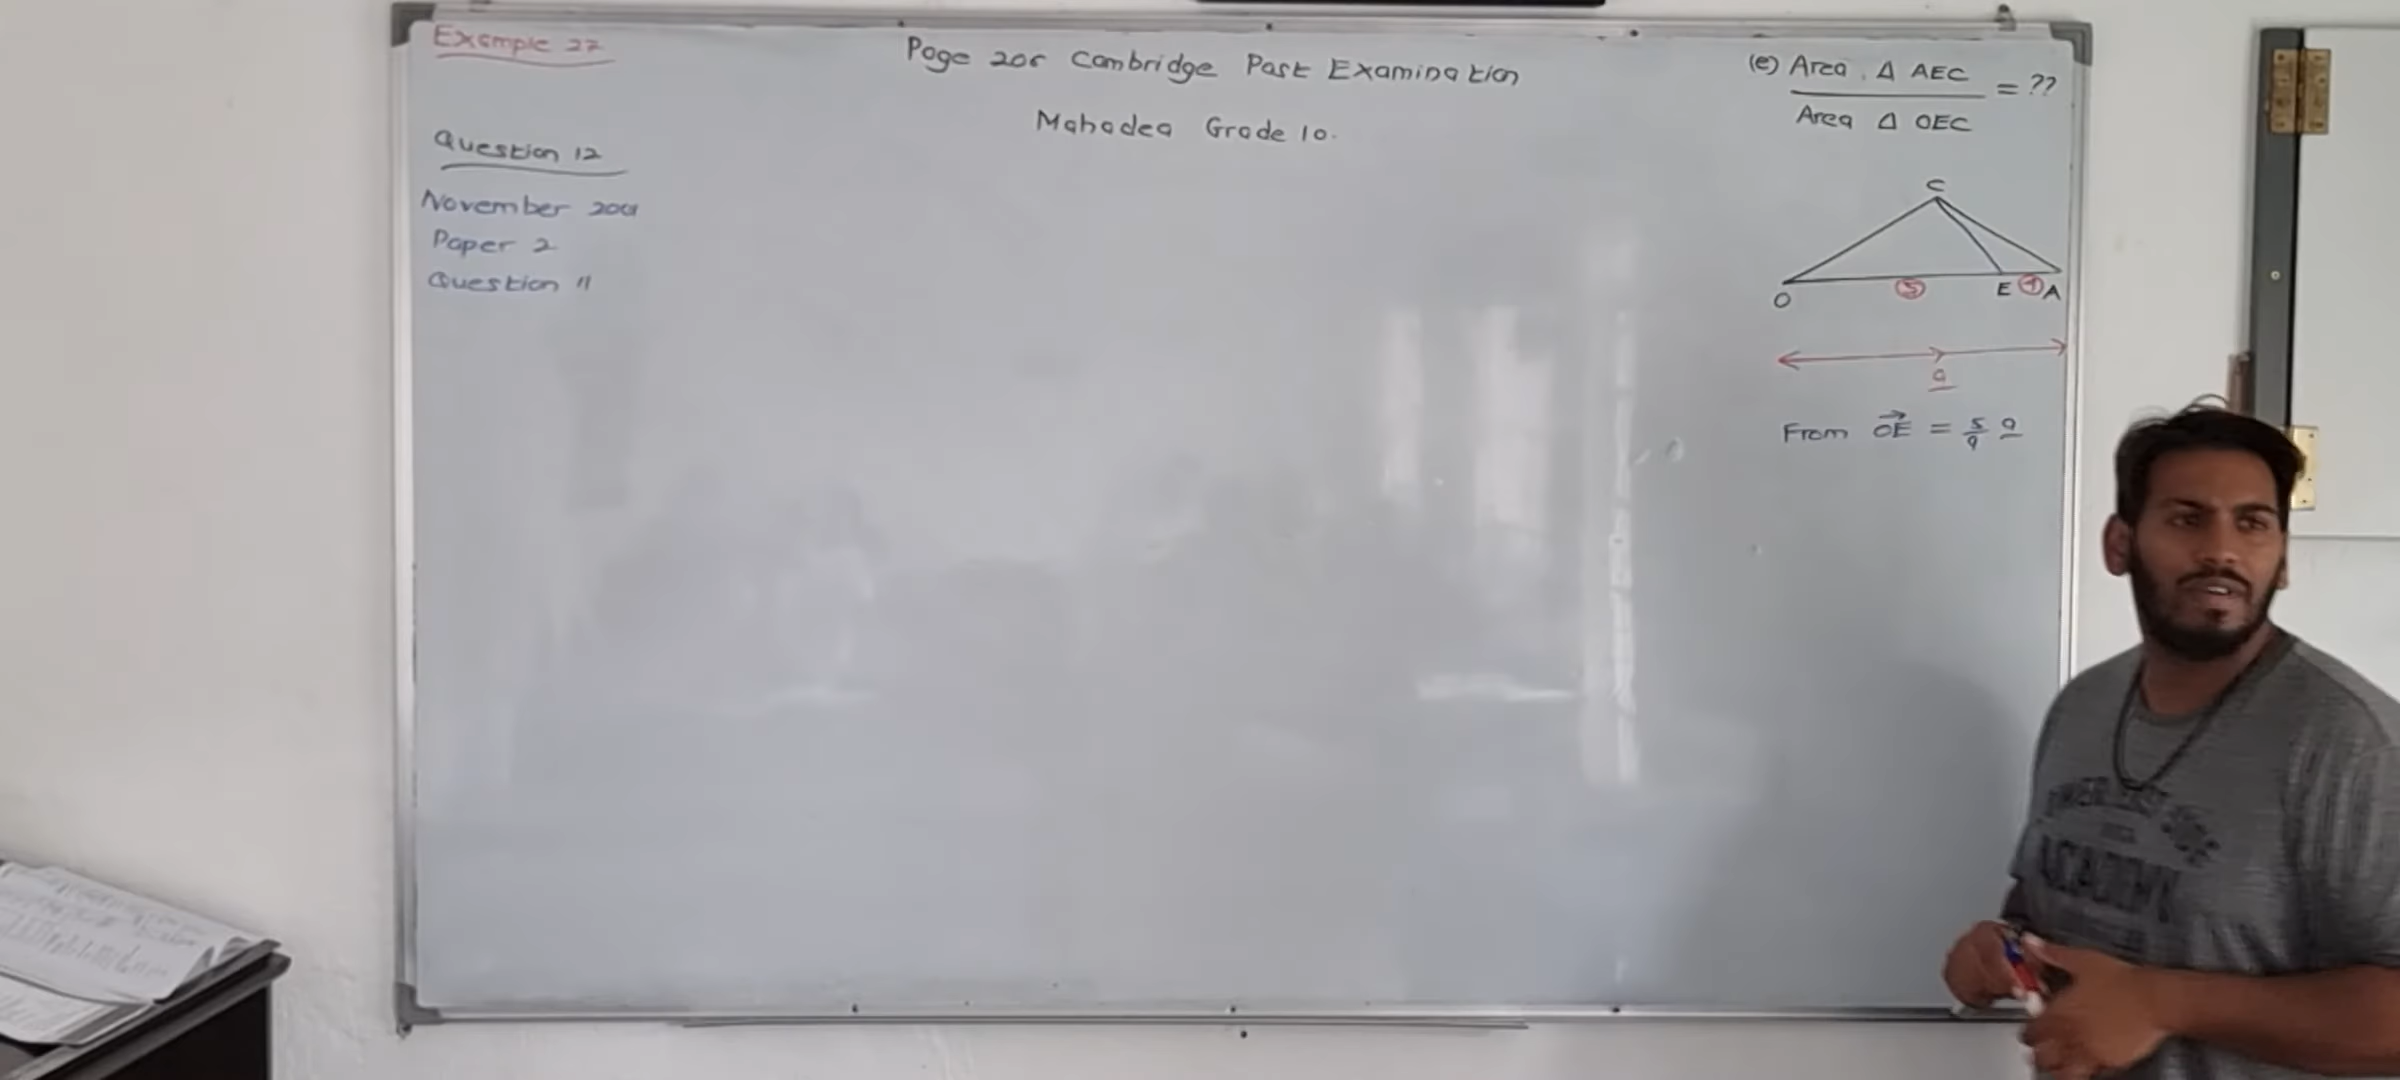 Example 27
Page 206 Cambridge Past Examination
Mahadea Grade 10.
Question 12
November 2001
Paper 2
Question 11
(e) Area Δ AEC
Area Δ OEC
= ??
C
O
5
E
4
A
a
From OE = 5/9 a
ACADEMY